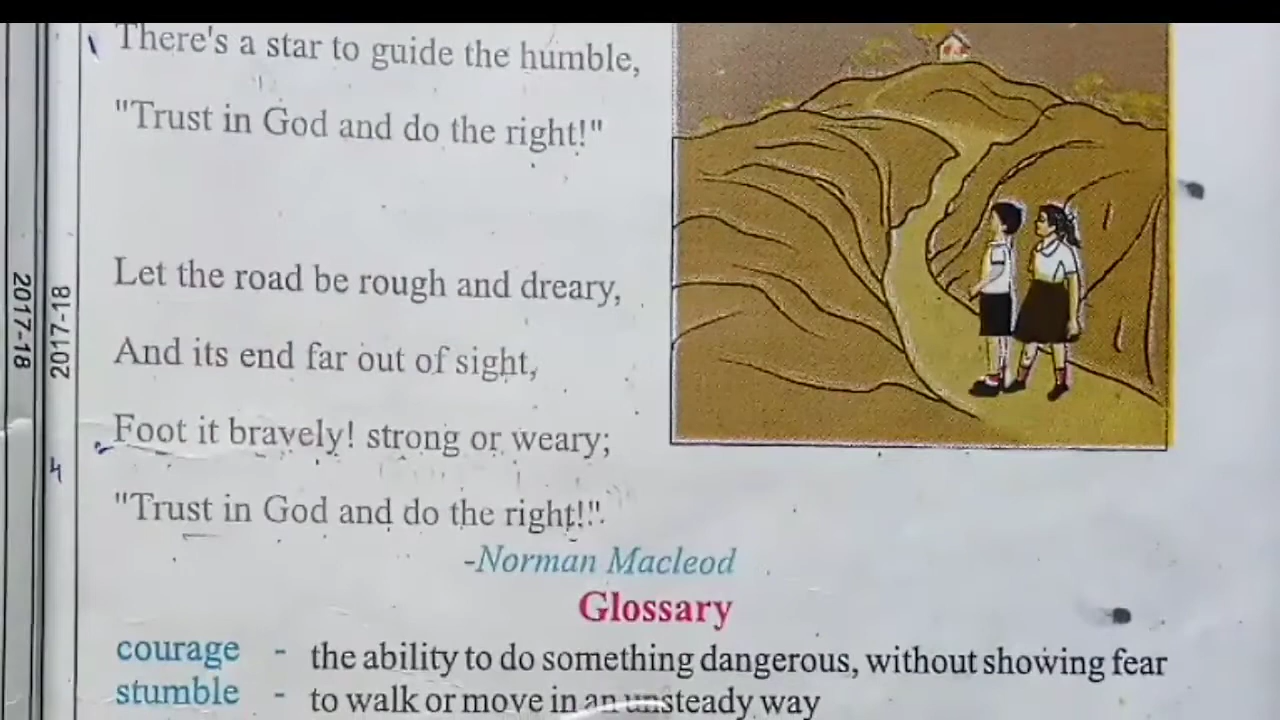 There's a star to guide the humble,
"Trust in God and do the right!"
Let the road be rough and dreary,
And its end far out of sight,
Foot it bravely! strong or weary;
"Trust in God and do the right!".
-Norman Macleod
Glossary
courage - the ability to do something dangerous, without showing fear
stumble - to walk or move in an unsteady way
2017-18
2017-18
4